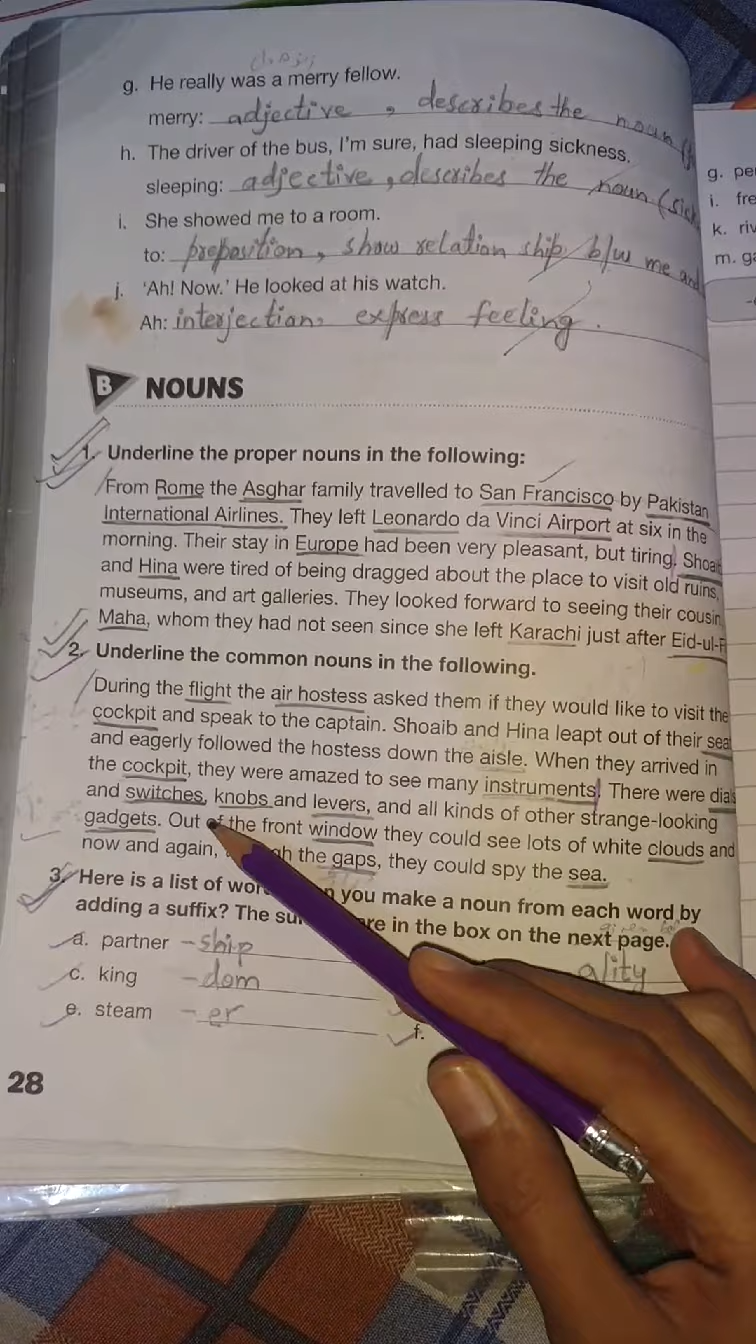 g. He really was a merry fellow.
merry: adjective, describes the noun
h. The driver of the bus, I'm sure, had sleeping sickness.
sleeping: adjective, describes the noun (sick
i. She showed me to a room.
to: preposition, show relation ship b/w me and
j. 'Ah! Now.' He looked at his watch.
Ah: interjection, express feeling.
B NOUNS
1. Underline the proper nouns in the following:
From Rome the Asghar family travelled to San Francisco by Pakistan
International Airlines. They left Leonardo da Vinci Airport at six in the
morning. Their stay in Europe had been very pleasant, but tiring. Shoaib
and Hina were tired of being dragged about the place to visit old ruins,
museums, and art galleries. They looked forward to seeing their cousin
Maha, whom they had not seen since she left Karachi just after Eid-ul-F
2. Underline the common nouns in the following.
During the flight the air hostess asked them if they would like to visit the
cockpit and speak to the captain. Shoaib and Hina leapt out of their sea
and eagerly followed the hostess down the aisle. When they arrived in
the cockpit, they were amazed to see many instruments. There were dials
and switches, knobs and levers, and all kinds of other strange-looking
gadgets. Out of the front window they could see lots of white clouds and
now and again, gh the gaps, they could spy the sea.
3. Here is a list of wor you make a noun from each word by
adding a suffix? The su are in the box on the next page.
a. partner -ship
ality
c. king -dom
e. steam -er
f.
28
g. pe
i. fre
k. riv
m. ga